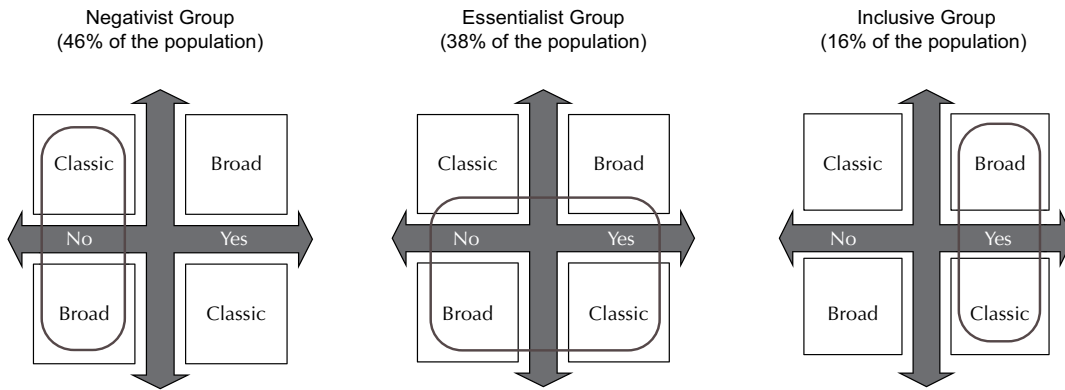 Negativist Group
(46% of the population)
Classic
Broad
No
Yes
Broad
Classic
Essentialist Group
(38% of the population)
Classic
Broad
No
Yes
Broad
Classic
Inclusive Group
(16% of the population)
Classic
Broad
No
Yes
Broad
Classic